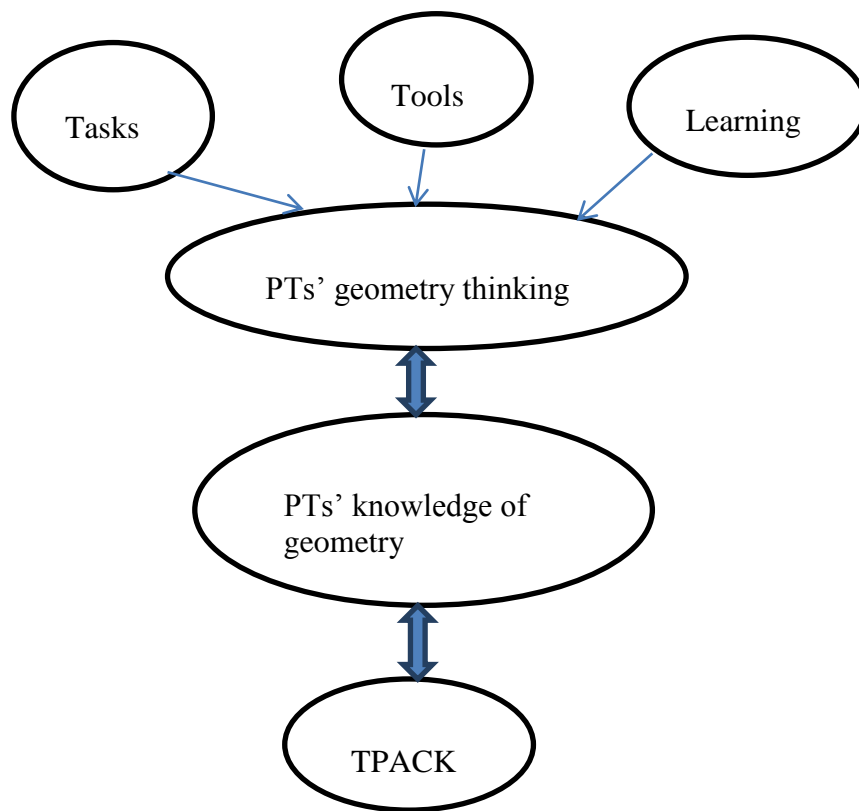 Tasks
Tools
Learning
PTs’ geometry thinking
PTs’ knowledge of
geometry
TPACK